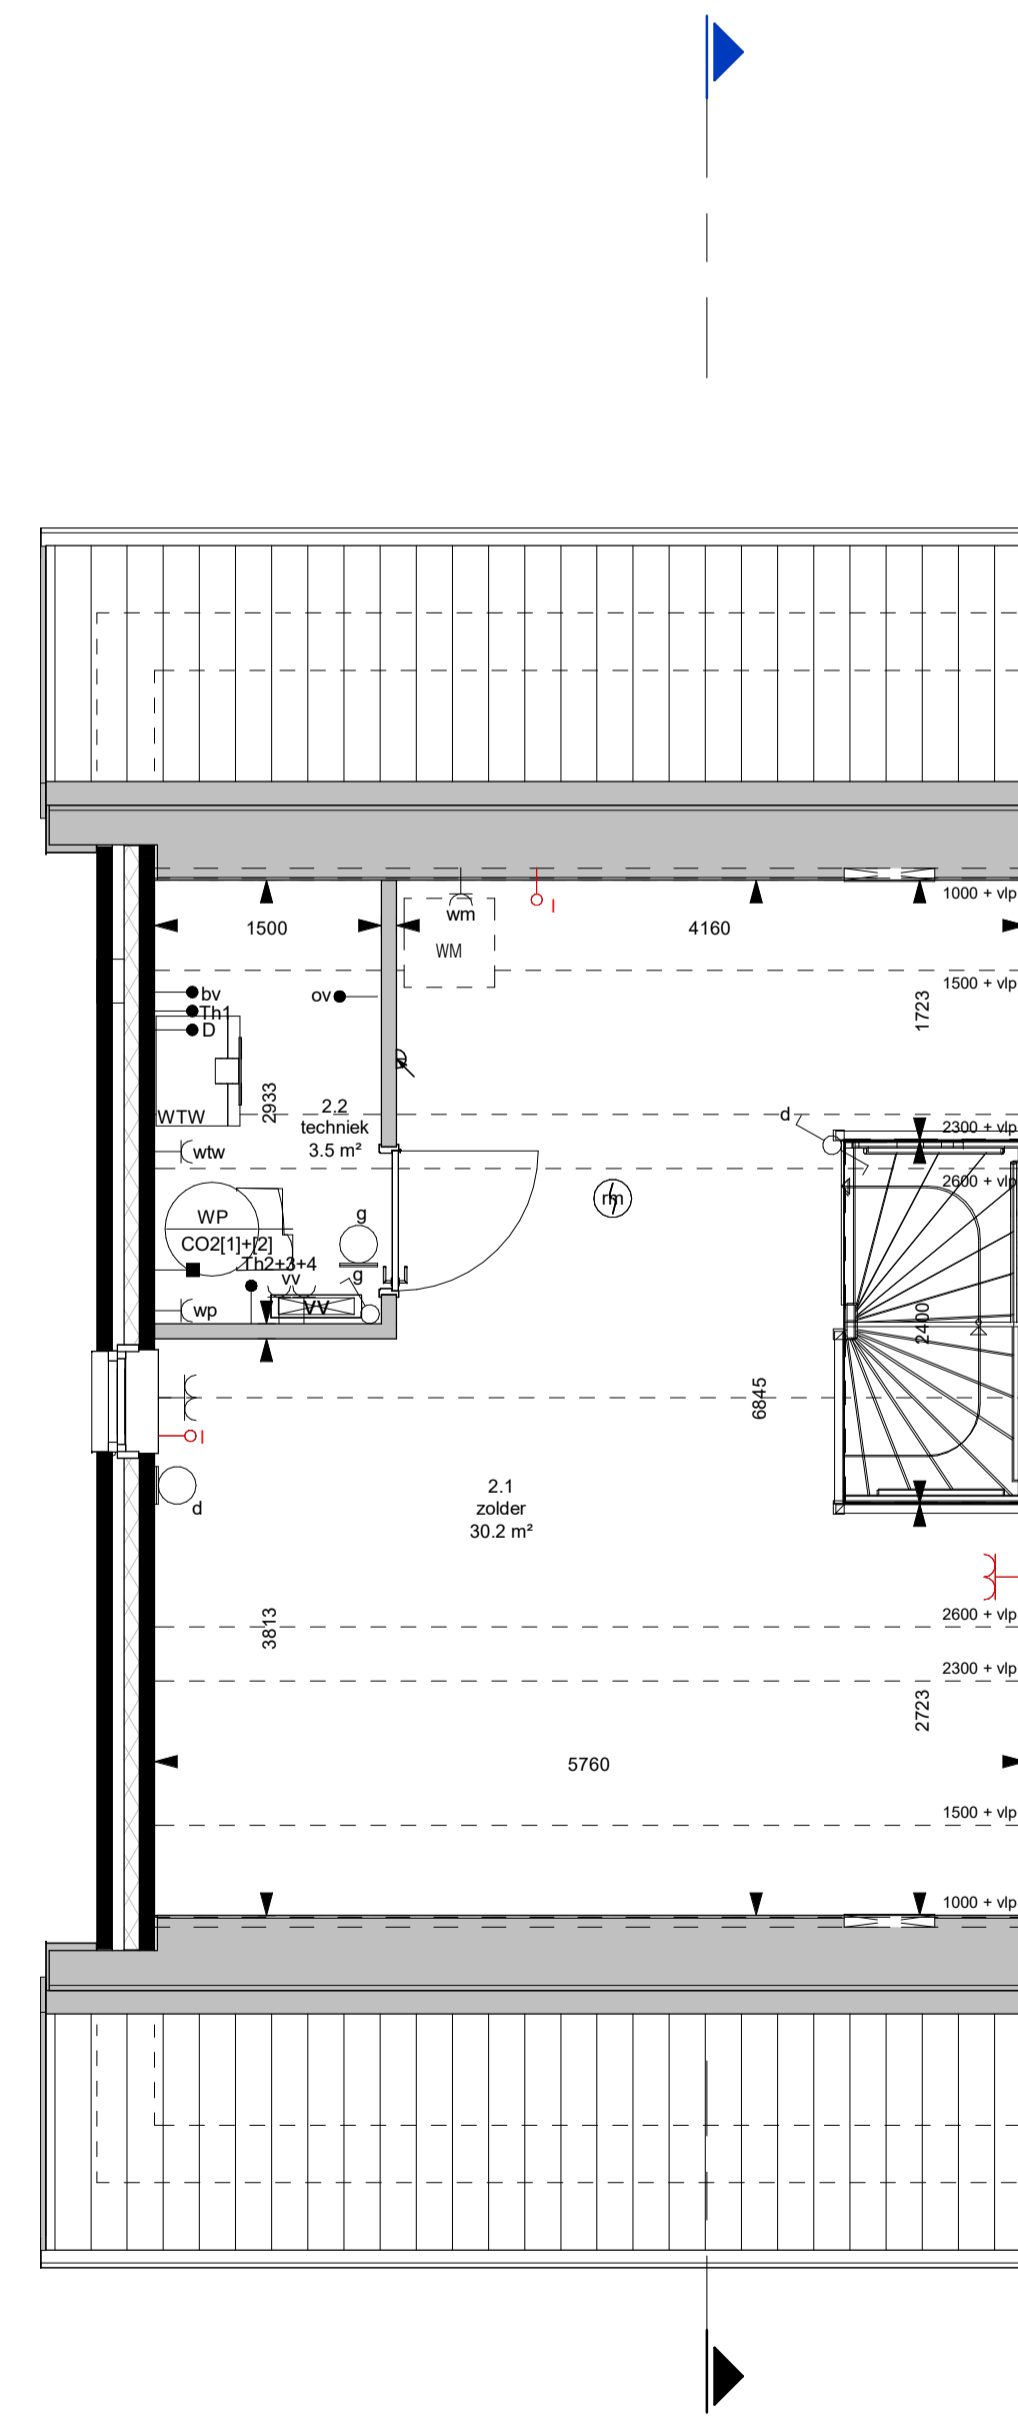 1000 + vlp
l
wm
WM
1500
4160
1500 + vlp
bv
ov
Th1
D
1723
2933
WTW
2.2
techniek
3.5 m²
d
2300 + vlp
wtw
2600 + vlp
rm
WP
g
CO2[1]+[2]
Th2+3+4
g
vv
VV
wp
2400
6845
l
d
2.1
zolder
30.2 m²
3813
2600 + vlp
2300 + vlp
2723
5760
1500 + vlp
1000 + vlp